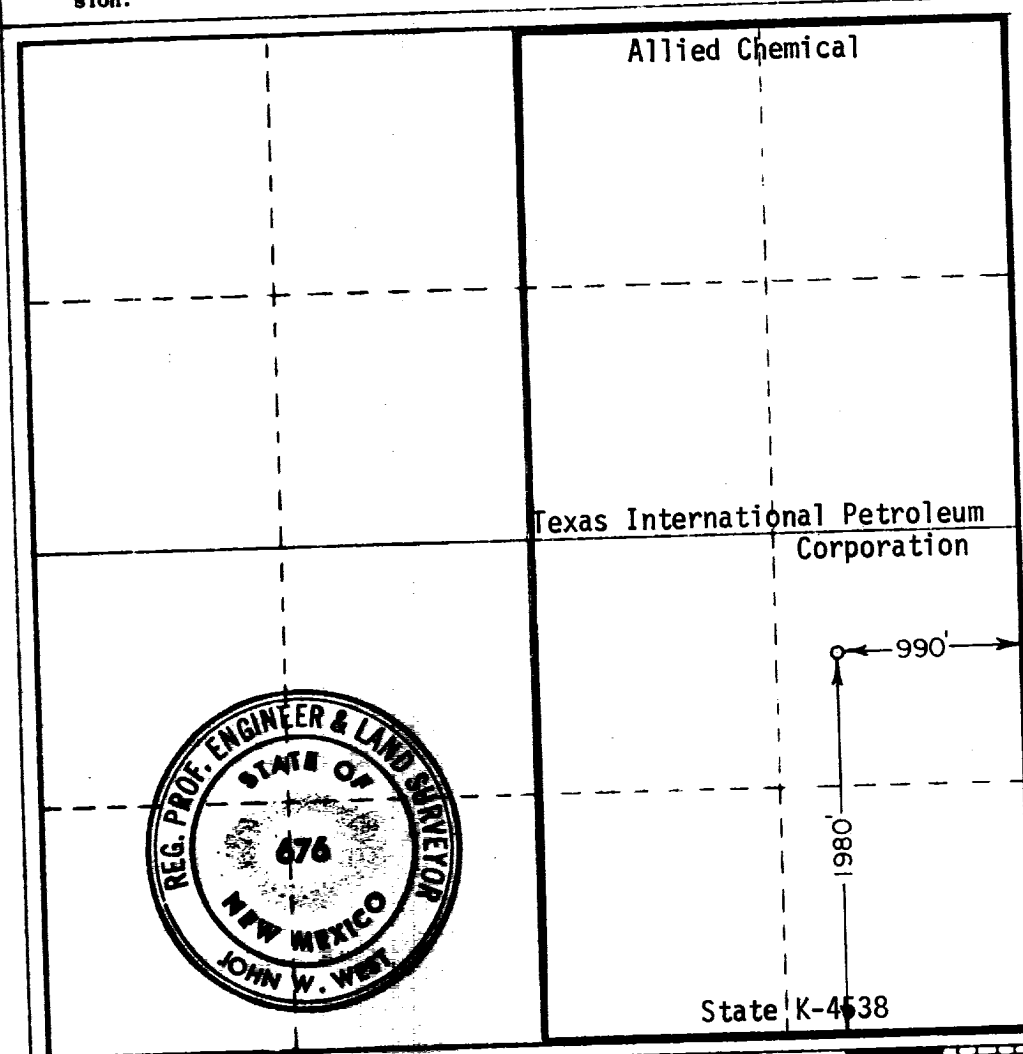 sion.
Allied Chemical
Texas International Petroleum
Corporation
990'
1980'
REG. PROF. ENGINEER & LAND SURVEYOR
STATE OF
676
NEW MEXICO
JOHN W. WEST
State K-4538